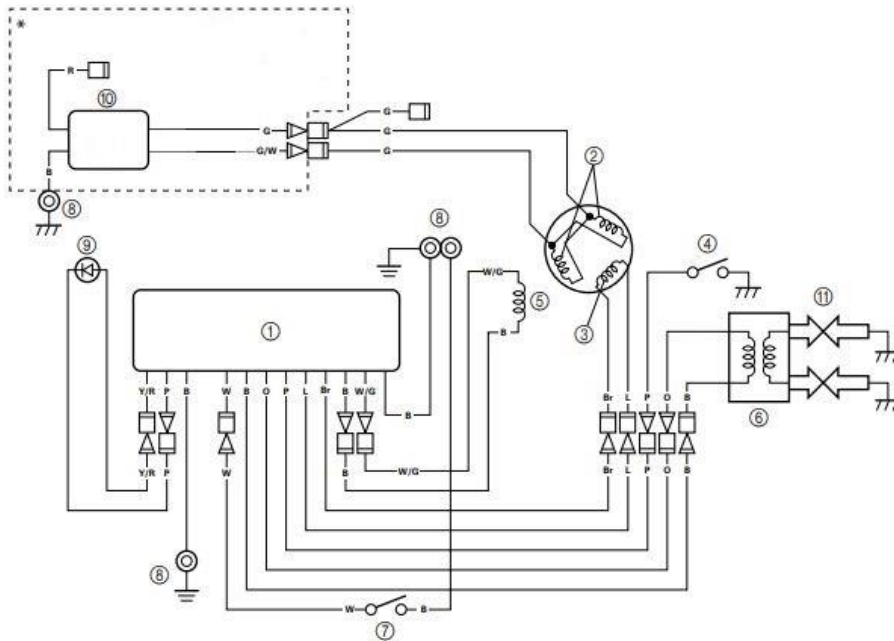 *
R
⑩
G
G
G/W
G
B
⑧
②
⑧
④
⑨
W/G
⑤
⑪
①
③
B
⑥
Y/R P B W B O P L Br B W/G
B
Br L P O B
W/G
Y/R P W B
Br L P O B
⑧
W B
⑦